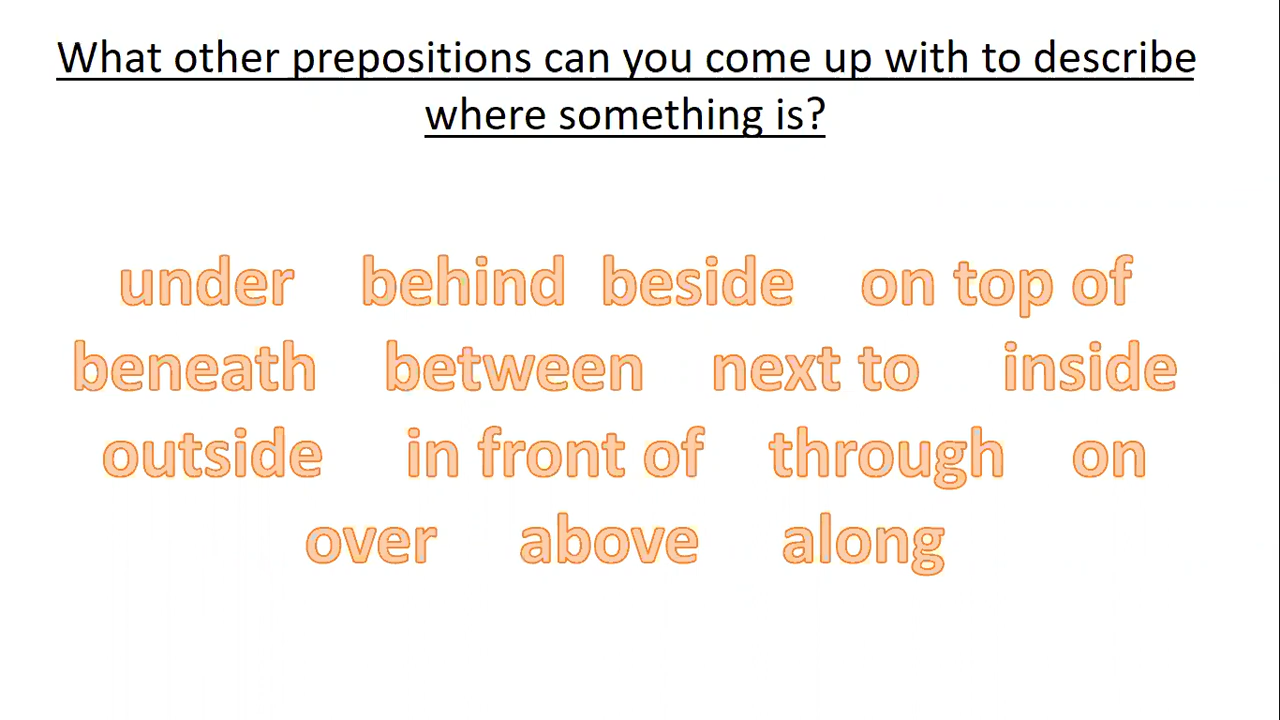 What other prepositions can you come up with to describe
where something is?
under behind beside on top of
beneath between next to inside
outside in front of through on
over above along